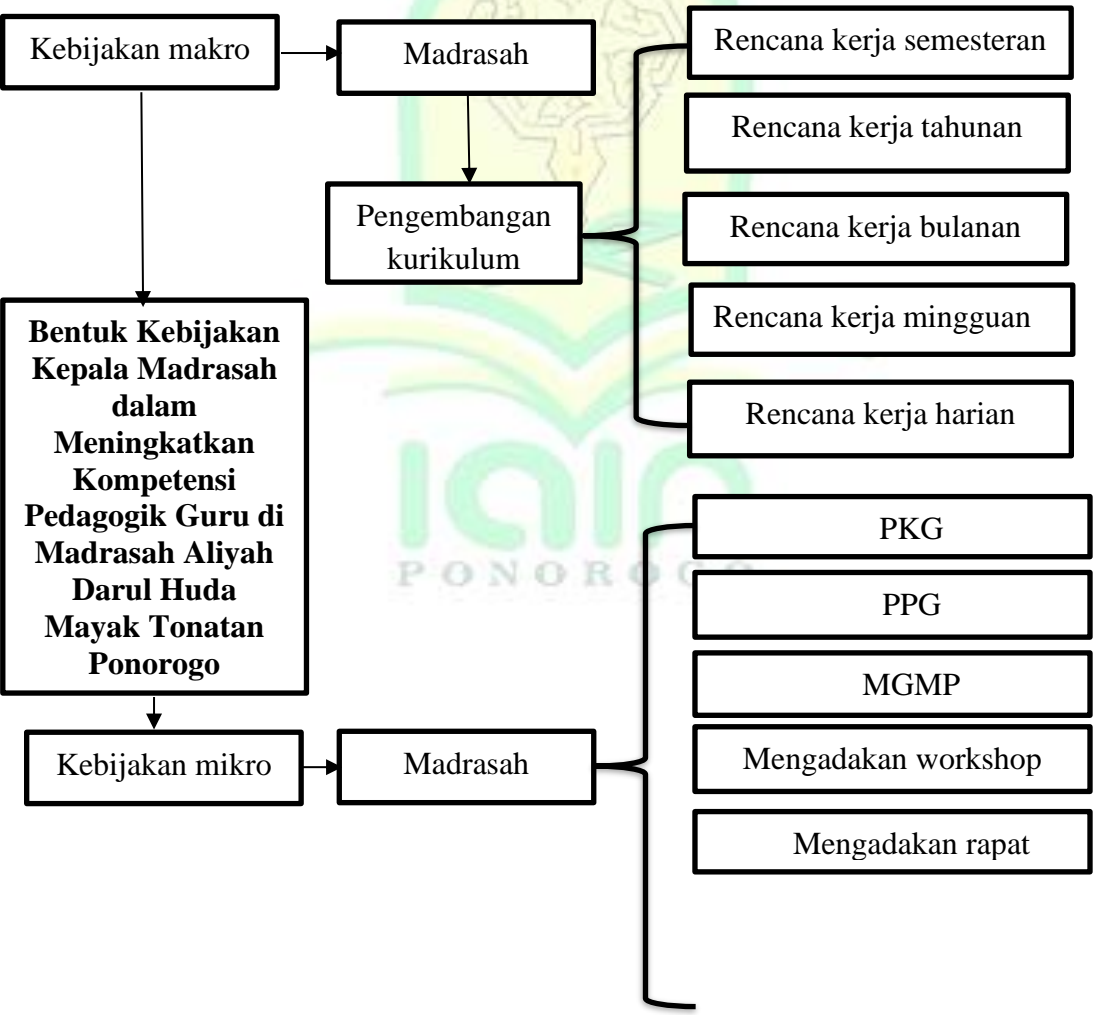 Kebijakan makro
Madrasah
Rencana kerja semesteran
Rencana kerja tahunan
Pengembangan
kurikulum
Rencana kerja bulanan
Rencana kerja mingguan
Rencana kerja harian
Bentuk Kebijakan
Kepala Madrasah
dalam
Meningkatkan
Kompetensi
Pedagogik Guru di
Madrasah Aliyah
Darul Huda
Mayak Tonatan
Ponorogo
iain
PONOROGO
Kebijakan mikro
Madrasah
PKG
PPG
MGMP
Mengadakan workshop
Mengadakan rapat